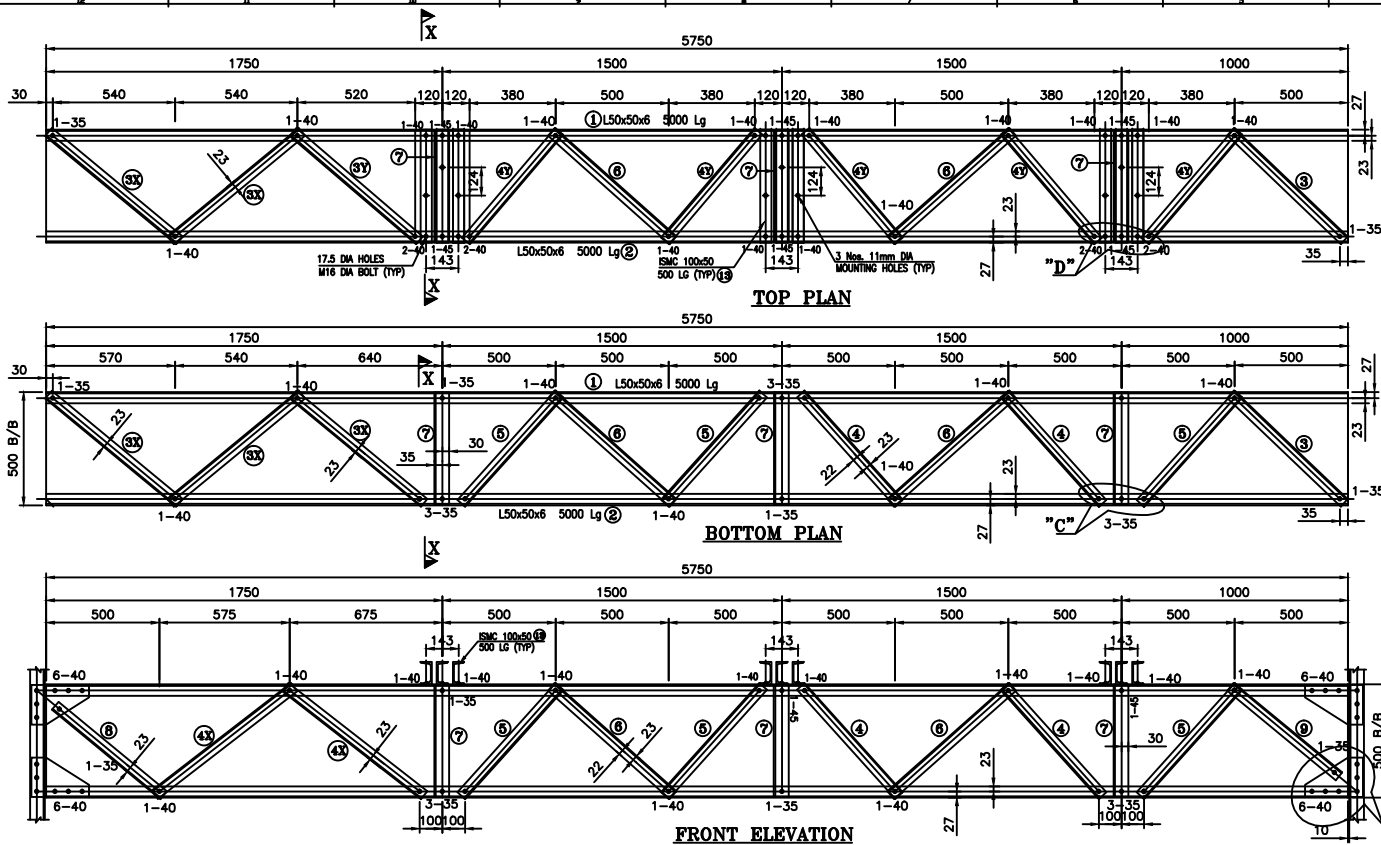 X
5750
1750 1500 1500 1000
30 540 540 520 120 120 380 500 380 120 120 380 500 380 120 120 380 500
27
1-35 1-40 1-40 1-45 1-40 1-40 ① L50x50x6 5000 Lg 1-40 1-45 1-40 1-40 1-40 1-45 1-40 1-40
23
3X 23 3X 3Y 7 4Y 6 4Y 7 4Y 6 4Y 7 4Y 3
124 124 124
1-40 23 23
1-35
1-40 2-40 1-45 2-40 L50x50x6 5000 Lg ② 1-40 1-40 1-45 1-40 2-40 1-45 2-40
17.5 DIA HOLES
M16 DIA BOLT (TYP)
143
ISMC 100x50
500 LG (TYP) ⑬
143
3 Nos. 11mm DIA
MOUNTING HOLES (TYP)
27
"D"
143
35
X
TOP PLAN
5750
1750 1500 1500 1000
570 540 640 500 500 500 500 500 500 500 500
30 X 27
1-35 1-40 1-35 1-40 ① L50x50x6 5000 Lg 3-35 1-40 1-40
23
500 B/B
3X 23 3X 3X 23 7 35 30 5 6 5 7 4 22 23 1-40 6 4 7 5 3
23
1-35
1-40 3-35 L50x50x6 5000 Lg ② 1-40 1-35 27 "C" 3-35 35
BOTTOM PLAN
X
5750
1750 1500 1500 1000
500 575 675 500 500 500 500 500 500 500 500
143
500 LG (TYP)
143 143
6-40 1-40 1-40 1-40 1-40 1-40 1-40 1-40 1-40 1-40 1-40 6-40
1-35 1-45 1-45
8 23 4X 4X 23 7 5 6 22 23 5 7 4 6 4 7 30 5 9
1-35 23 1-35
500 B/B
6-40 1-40 3-35 1-40 1-35 1-40 3-35 6-40
100 100 27 100 100 10
FRONT ELEVATION